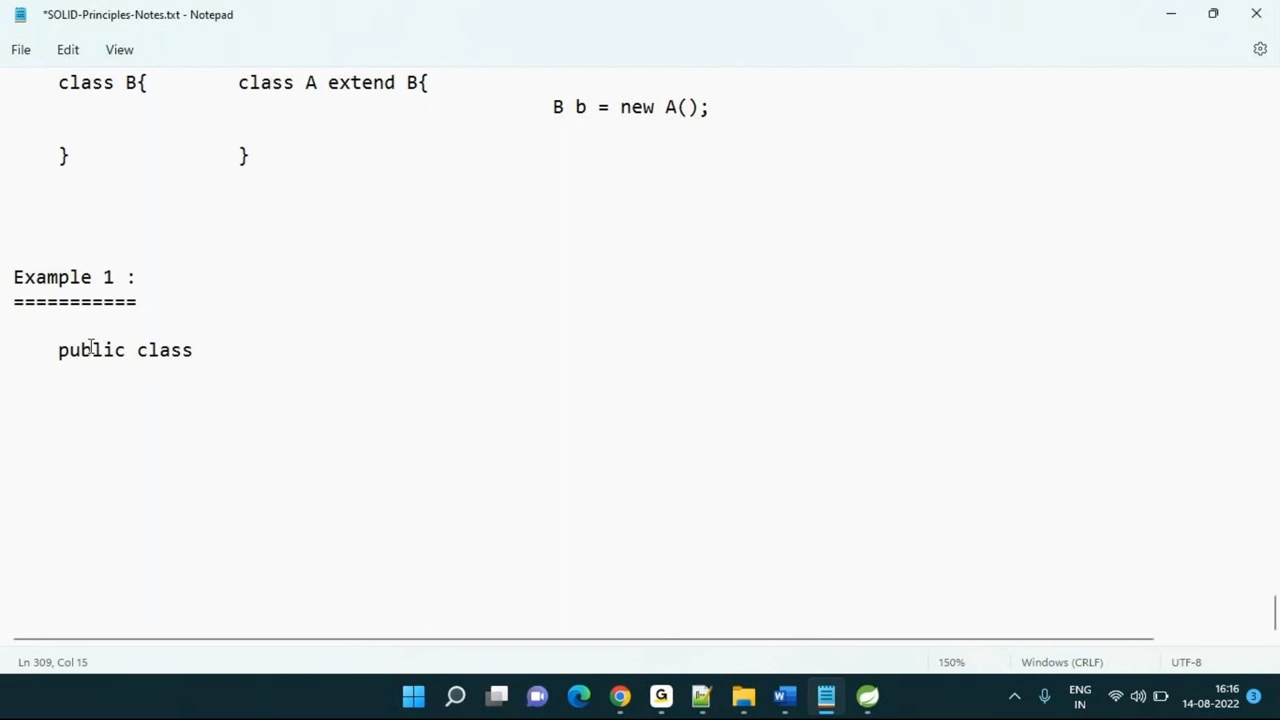 *SOLID-Principles-Notes.txt - Notepad
File Edit View
class B{ class A extend B{
B b = new A();
} }
Example 1 :
===========
public class
Ln 309, Col 15 150% Windows (CRLF) UTF-8
ENG 16:16
IN 14-08-2022 3